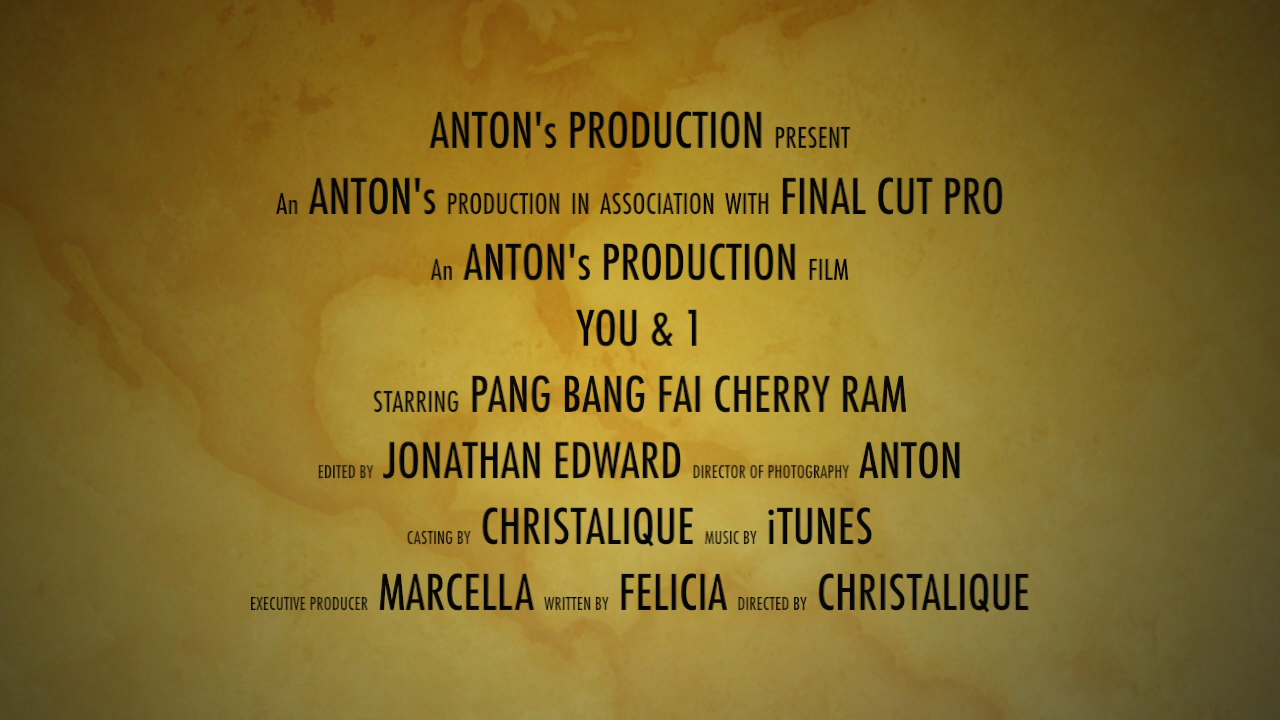 ANTON's PRODUCTION PRESENT
An ANTON's PRODUCTION IN ASSOCIATION WITH FINAL CUT PRO
An ANTON's PRODUCTION FILM
YOU & 1
STARRING PANG BANG FAI CHERRY RAM
EDITED BY JONATHAN EDWARD DIRECTOR OF PHOTOGRAPHY ANTON
CASTING BY CHRISTALIQUE MUSIC BY iTUNES
EXECUTIVE PRODUCER MARCELLA WRITTEN BY FELICIA DIRECTED BY CHRISTALIQUE